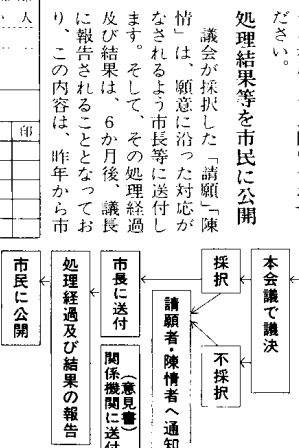 ださい。
処理結果等を市民に公開
議会が採択した「請願」「陳
情」は、願意に沿った対応が
なされるよう市長等に送付し
ます。そして、その処理経過
及び結果は、6か月後、議長
に報告されることとなってお
り、この内容は、昨年から市
人
印
本会議で議決
採択
不採択
請願者・陳情者へ通知
市長に送付
(意見書)
関係機関に送付
処理経過及び結果の報告
市民に公開